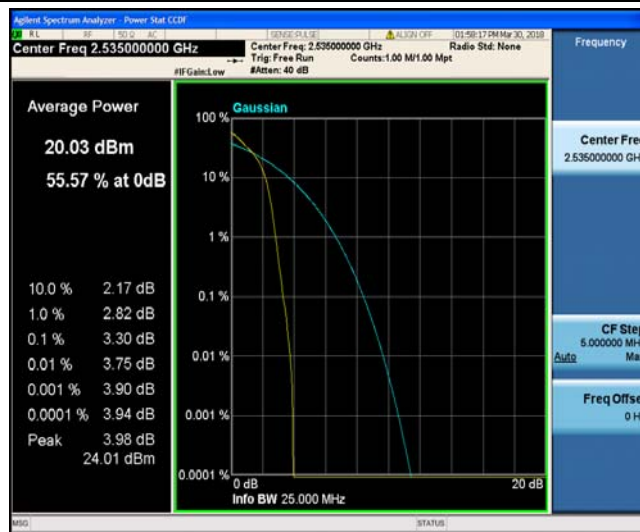 Agilent Spectrum Analyzer - Power Stat CCDF
RL RF 50 Ω AC SENSE:PULSE ALIGN OFF 01:58:17 PM Mar 30, 2018
Center Freq 2.535000000 GHz
Center Freq: 2.535000000 GHz Radio Std: None
Trig: Free Run Counts:1.00 M/1.00 Mpt
#IFGain:Low #Atten: 40 dB
Frequency
Average Power
20.03 dBm
55.57 % at 0dB
10.0 % 2.17 dB
1.0 % 2.82 dB
0.1 % 3.30 dB
0.01 % 3.75 dB
0.001 % 3.90 dB
0.0001 % 3.94 dB
Peak 3.98 dB
24.01 dBm
Gaussian
100 %
10 %
1 %
0.1 %
0.01 %
0.001 %
0.0001 %
0 dB 20 dB
Info BW 25.000 MHz
Center Fre
2.535000000 GH
CF Ste
5.000000 MH
Auto Ma
Freq Offse
0 H
MSG STATUS